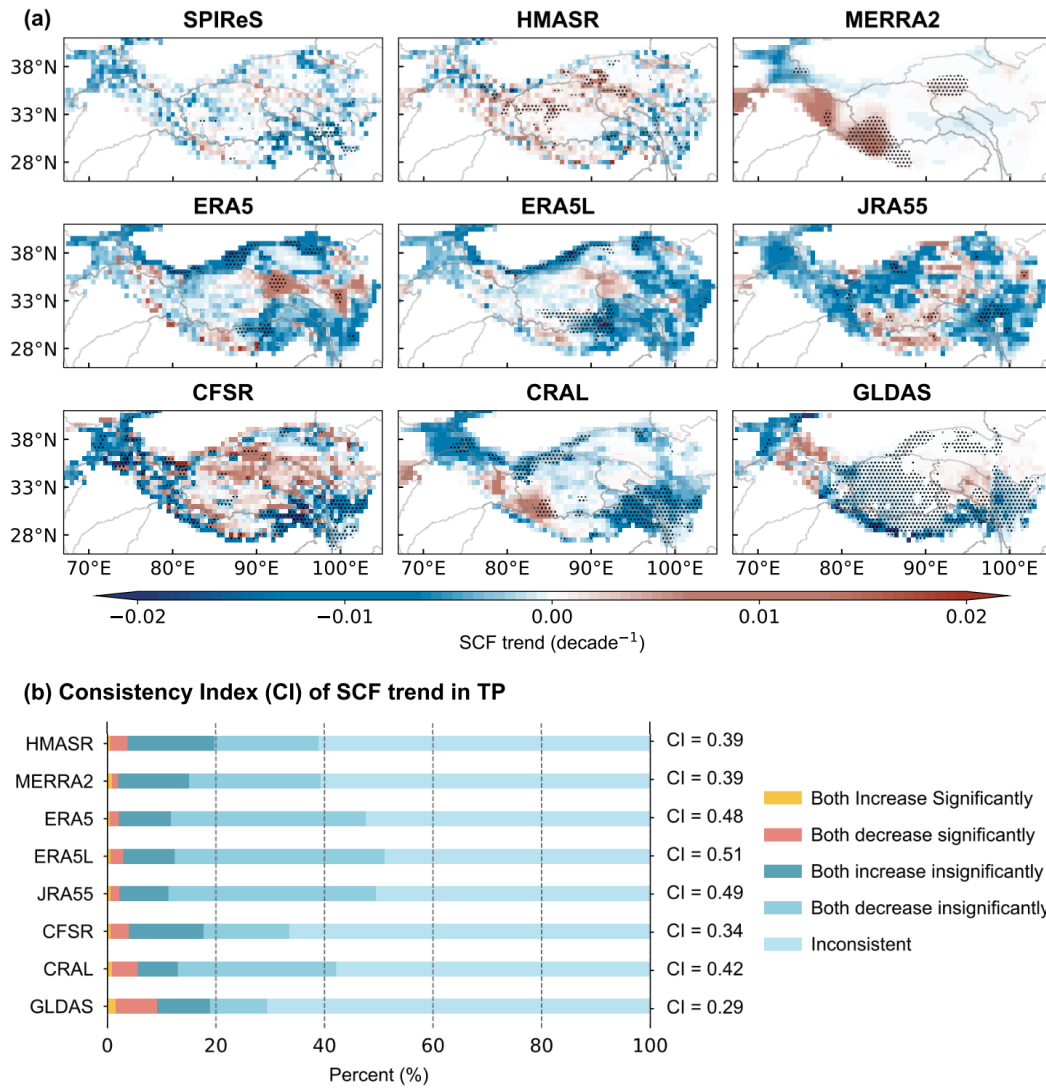 (a)
SPIReS HMASR MERRA2
38°N
33°N
28°N
ERA5 ERA5L JRA55
38°N
33°N
28°N
CFSR CRAL GLDAS
38°N
33°N
28°N
70°E 80°E 90°E 100°E 70°E 80°E 90°E 100°E 70°E 80°E 90°E 100°E
−0.02 −0.01 0.00 0.01 0.02
SCF trend (decade⁻¹)
(b) Consistency Index (CI) of SCF trend in TP
HMASR CI = 0.39
MERRA2 CI = 0.39
ERA5 CI = 0.48
ERA5L CI = 0.51
JRA55 CI = 0.49
CFSR CI = 0.34
CRAL CI = 0.42
GLDAS CI = 0.29
0 20 40 60 80 100
Percent (%)
Both Increase Significantly
Both decrease significantly
Both increase insignificantly
Both decrease insignificantly
Inconsistent